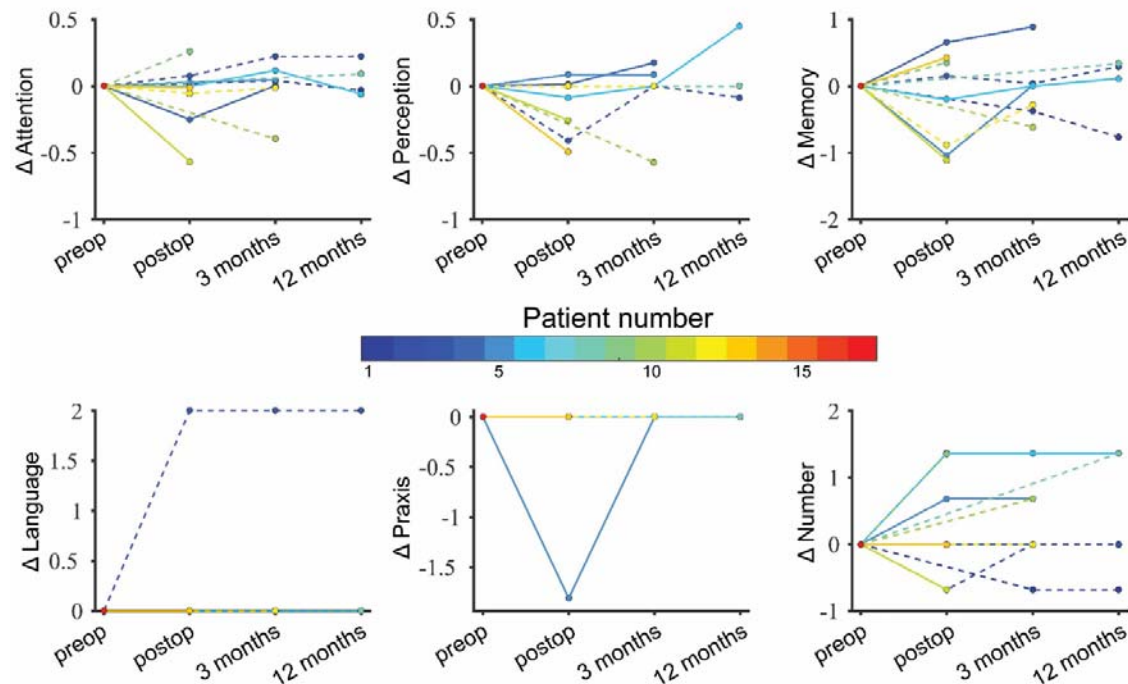 0.5
0
-0.5
-1
Δ Attention
preop
postop
3 months
12 months
0.5
0
-0.5
-1
Δ Perception
preop
postop
3 months
12 months
1
0
-1
-2
Δ Memory
preop
postop
3 months
12 months
Patient number
1 5 10 15
2
1.5
1
0.5
0
Δ Language
preop
postop
3 months
12 months
0
-0.5
-1
-1.5
Δ Praxis
preop
postop
3 months
12 months
2
1
0
-1
Δ Number
preop
postop
3 months
12 months